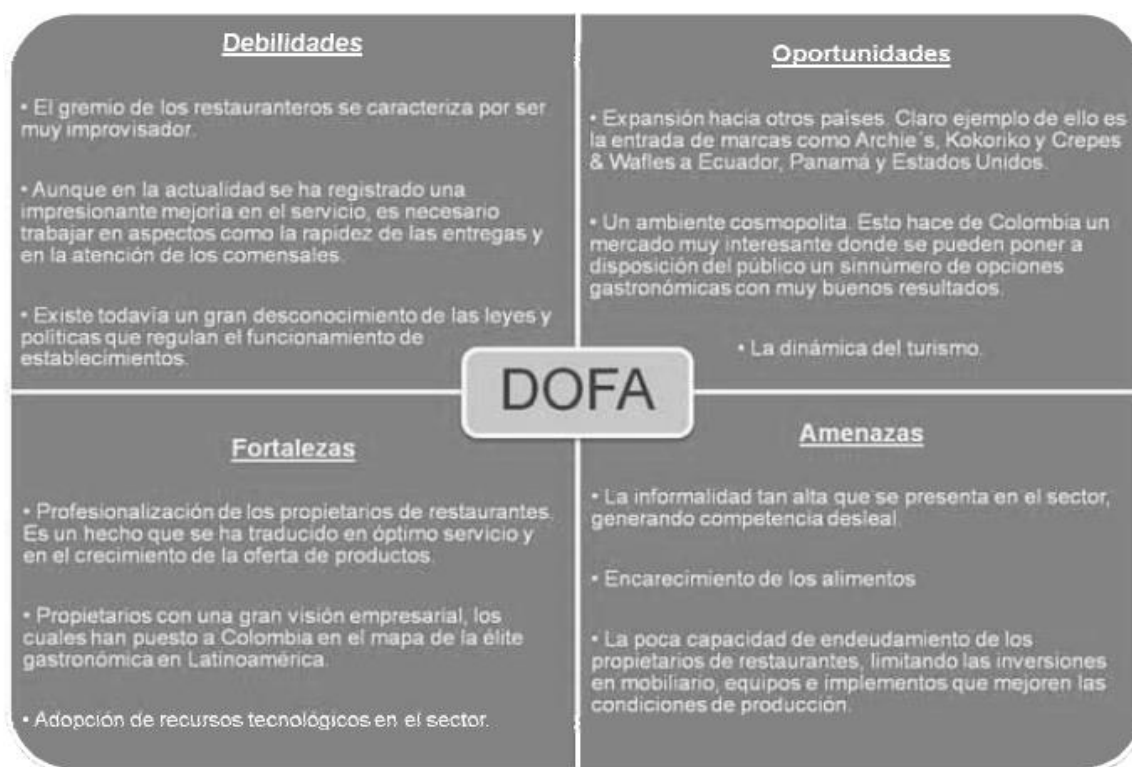 Debilidades
• El gremio de los restauranteros se caracteriza por ser
muy improvisador.
• Aunque en la actualidad se ha registrado una
impresionante mejoría en el servicio, es necesario
trabajar en aspectos como la rapidez de las entregas y
en la atención de los comensales.
• Existe todavía un gran desconocimiento de las leyes y
políticas que regulan el funcionamiento de
establecimientos.
Oportunidades
• Expansión hacia otros países. Claro ejemplo de ello es
la entrada de marcas como Archie´s, Kokoriko y Crepes
& Wafles a Ecuador, Panamá y Estados Unidos.
• Un ambiente cosmopolita. Esto hace de Colombia un
mercado muy interesante donde se pueden poner a
disposición del público un sinnúmero de opciones
gastronómicas con muy buenos resultados.
• La dinámica del turismo.
DOFA
Fortalezas
• Profesionalización de los propietarios de restaurantes.
Es un hecho que se ha traducido en óptimo servicio y
en el crecimiento de la oferta de productos.
• Propietarios con una gran visión empresarial, los
cuales han puesto a Colombia en el mapa de la élite
gastronómica en Latinoamérica.
• Adopción de recursos tecnológicos en el sector.
Amenazas
• La informalidad tan alta que se presenta en el sector,
generando competencia desleal.
• Encarecimiento de los alimentos
• La poca capacidad de endeudamiento de los
propietarios de restaurantes, limitando las inversiones
en mobiliario, equipos e implementos que mejoren las
condiciones de producción.